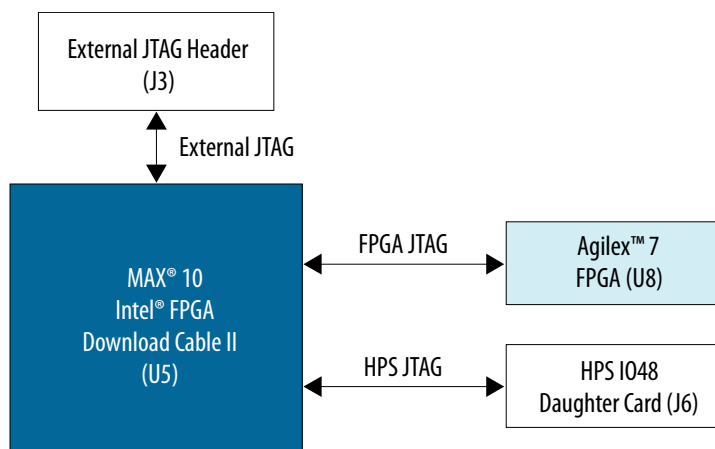 External JTAG Header
(J3)
External JTAG
MAX® 10
Intel® FPGA
Download Cable II
(U5)
FPGA JTAG
Agilex™ 7
FPGA (U8)
HPS JTAG
HPS IO48
Daughter Card (J6)